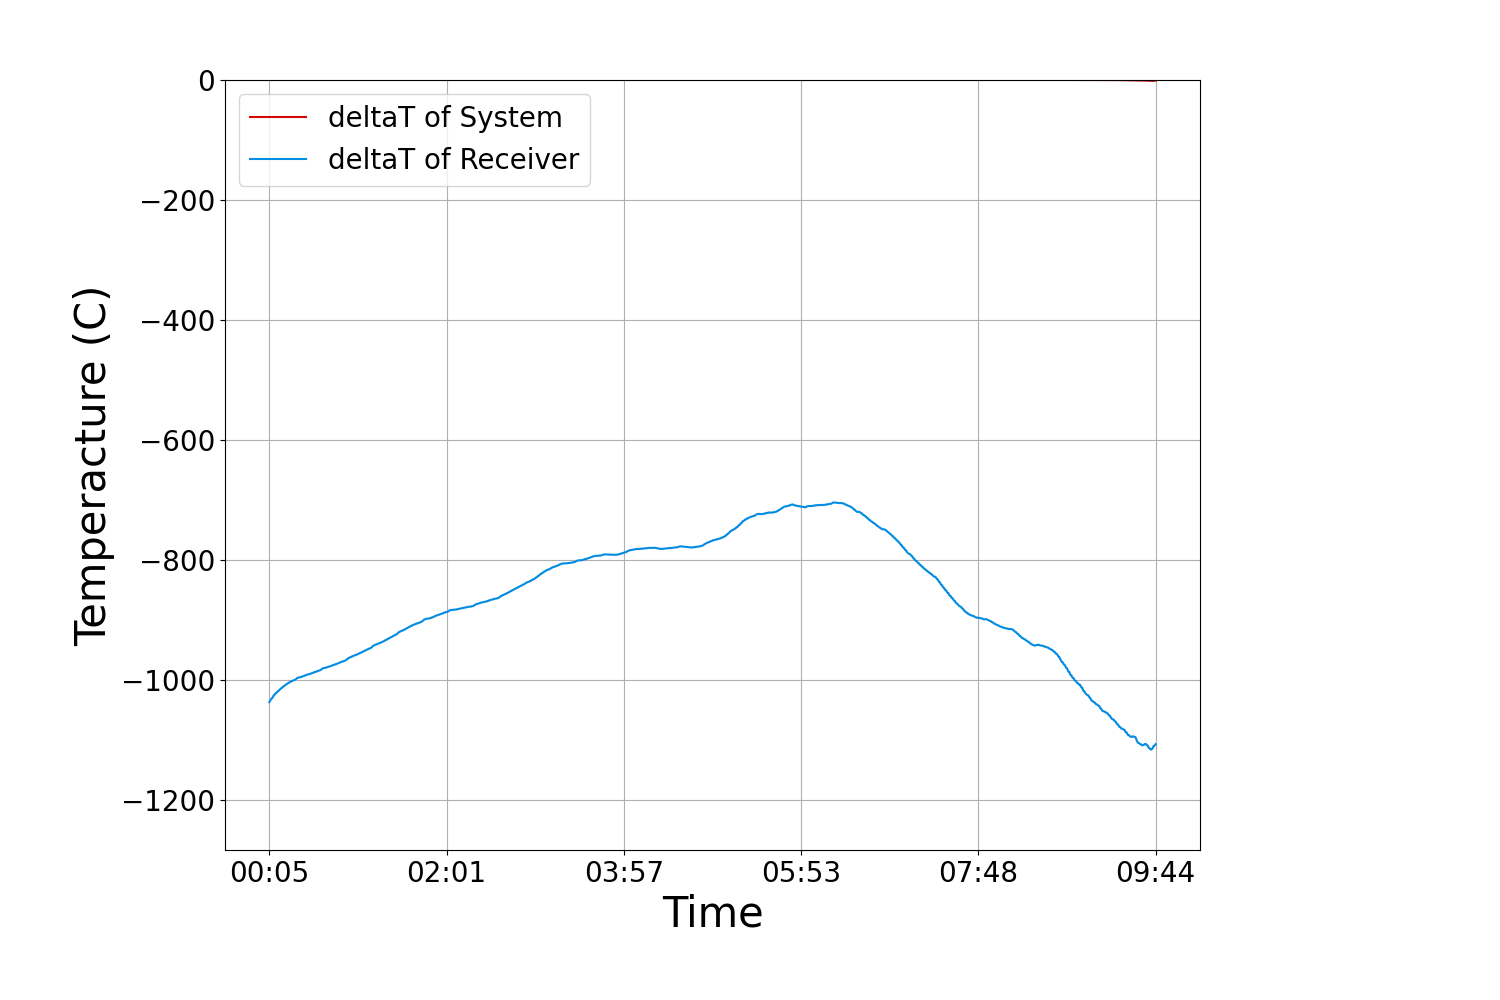 0
−200
−400
−600
−800
−1000
−1200
Temperacture (C)
deltaT of System
deltaT of Receiver
00:05 02:01 03:57 05:53 07:48 09:44
Time